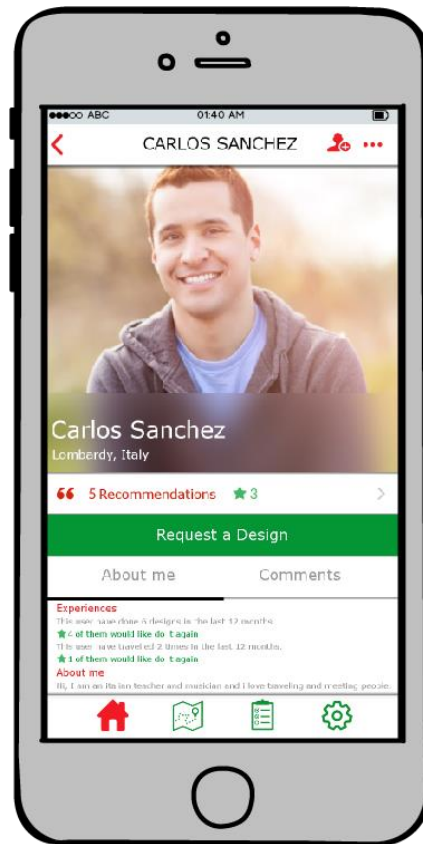 ABC 01:40 AM
CARLOS SANCHEZ
Carlos Sanchez
Lombardy, Italy
5 Recommendations 3
Request a Design
About me Comments
Experiences
This user have done 6 designs in the last 12 months
4 of them would like do it again
This user have travelled 2 times in the last 12 months.
1 of them would like do it again
About me
Hi, I am an Italian teacher and musician and i love traveling and meeting people.